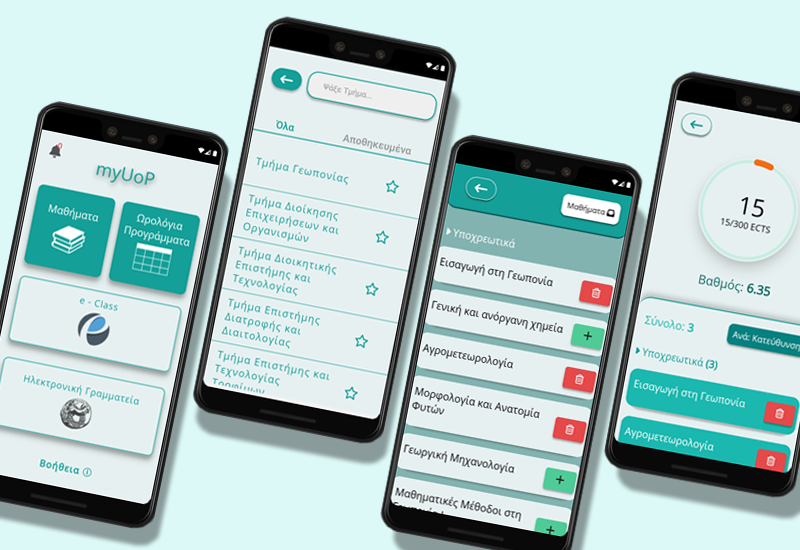 myUoP
Μαθήματα
Ωρολόγια
Προγράμματα
e - Class
Ηλεκτρονική Γραμματεία
Βοήθεια
Ψάξε Τμήμα...
Όλα
Αποθηκευμένα
Τμήμα Γεωπονίας
Τμήμα Διοίκησης
Επιχειρήσεων και
Οργανισμών
Τμήμα Διοικητικής
Επιστήμης και
Τεχνολογίας
Τμήμα Επιστήμης
Διατροφής και
Διαιτολογίας
Τμήμα Επιστήμης και
Τεχνολογίας
Τροφίμων
Μαθήματα
Υποχρεωτικά
Εισαγωγή στη Γεωπονία
Γενική και ανόργανη χημεία
Αγρομετεωρολογία
Μορφολογία και Ανατομία
Φυτών
Γεωργική Μηχανολογία
Μαθηματικές Μέθοδοι στη
15
15/300 ECTS
Βαθμός: 6.35
Σύνολο: 3
Ανά: Κατεύθυνση
Υποχρεωτικά (3)
Εισαγωγή στη Γεωπονία
Αγρομετεωρολογία